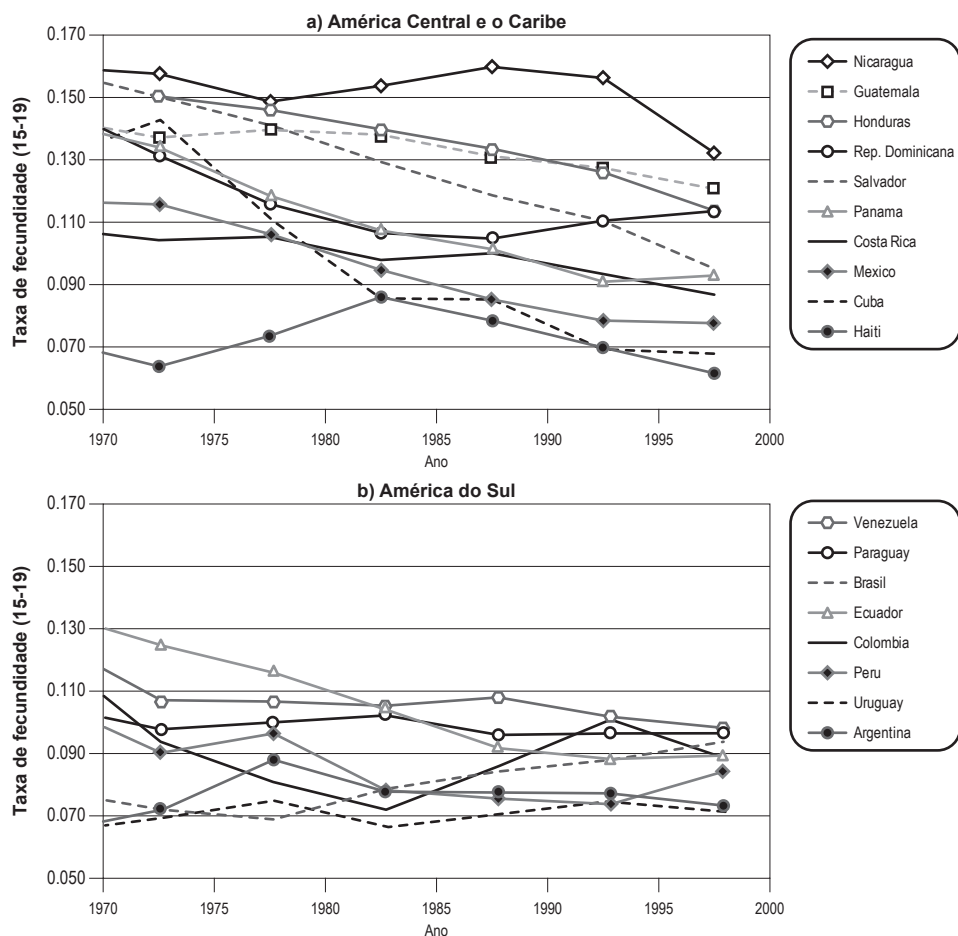 a) América Central e o Caribe
Taxa de fecundidade (15-19)
0.170
0.150
0.130
0.110
0.090
0.070
0.050
1970 1975 1980 1985 1990 1995 2000
Ano
Nicaragua
Guatemala
Honduras
Rep. Dominicana
Salvador
Panama
Costa Rica
Mexico
Cuba
Haiti
b) América do Sul
Taxa de fecundidade (15-19)
0.170
0.150
0.130
0.110
0.090
0.070
0.050
1970 1975 1980 1985 1990 1995 2000
Ano
Venezuela
Paraguay
Brasil
Ecuador
Colombia
Peru
Uruguay
Argentina